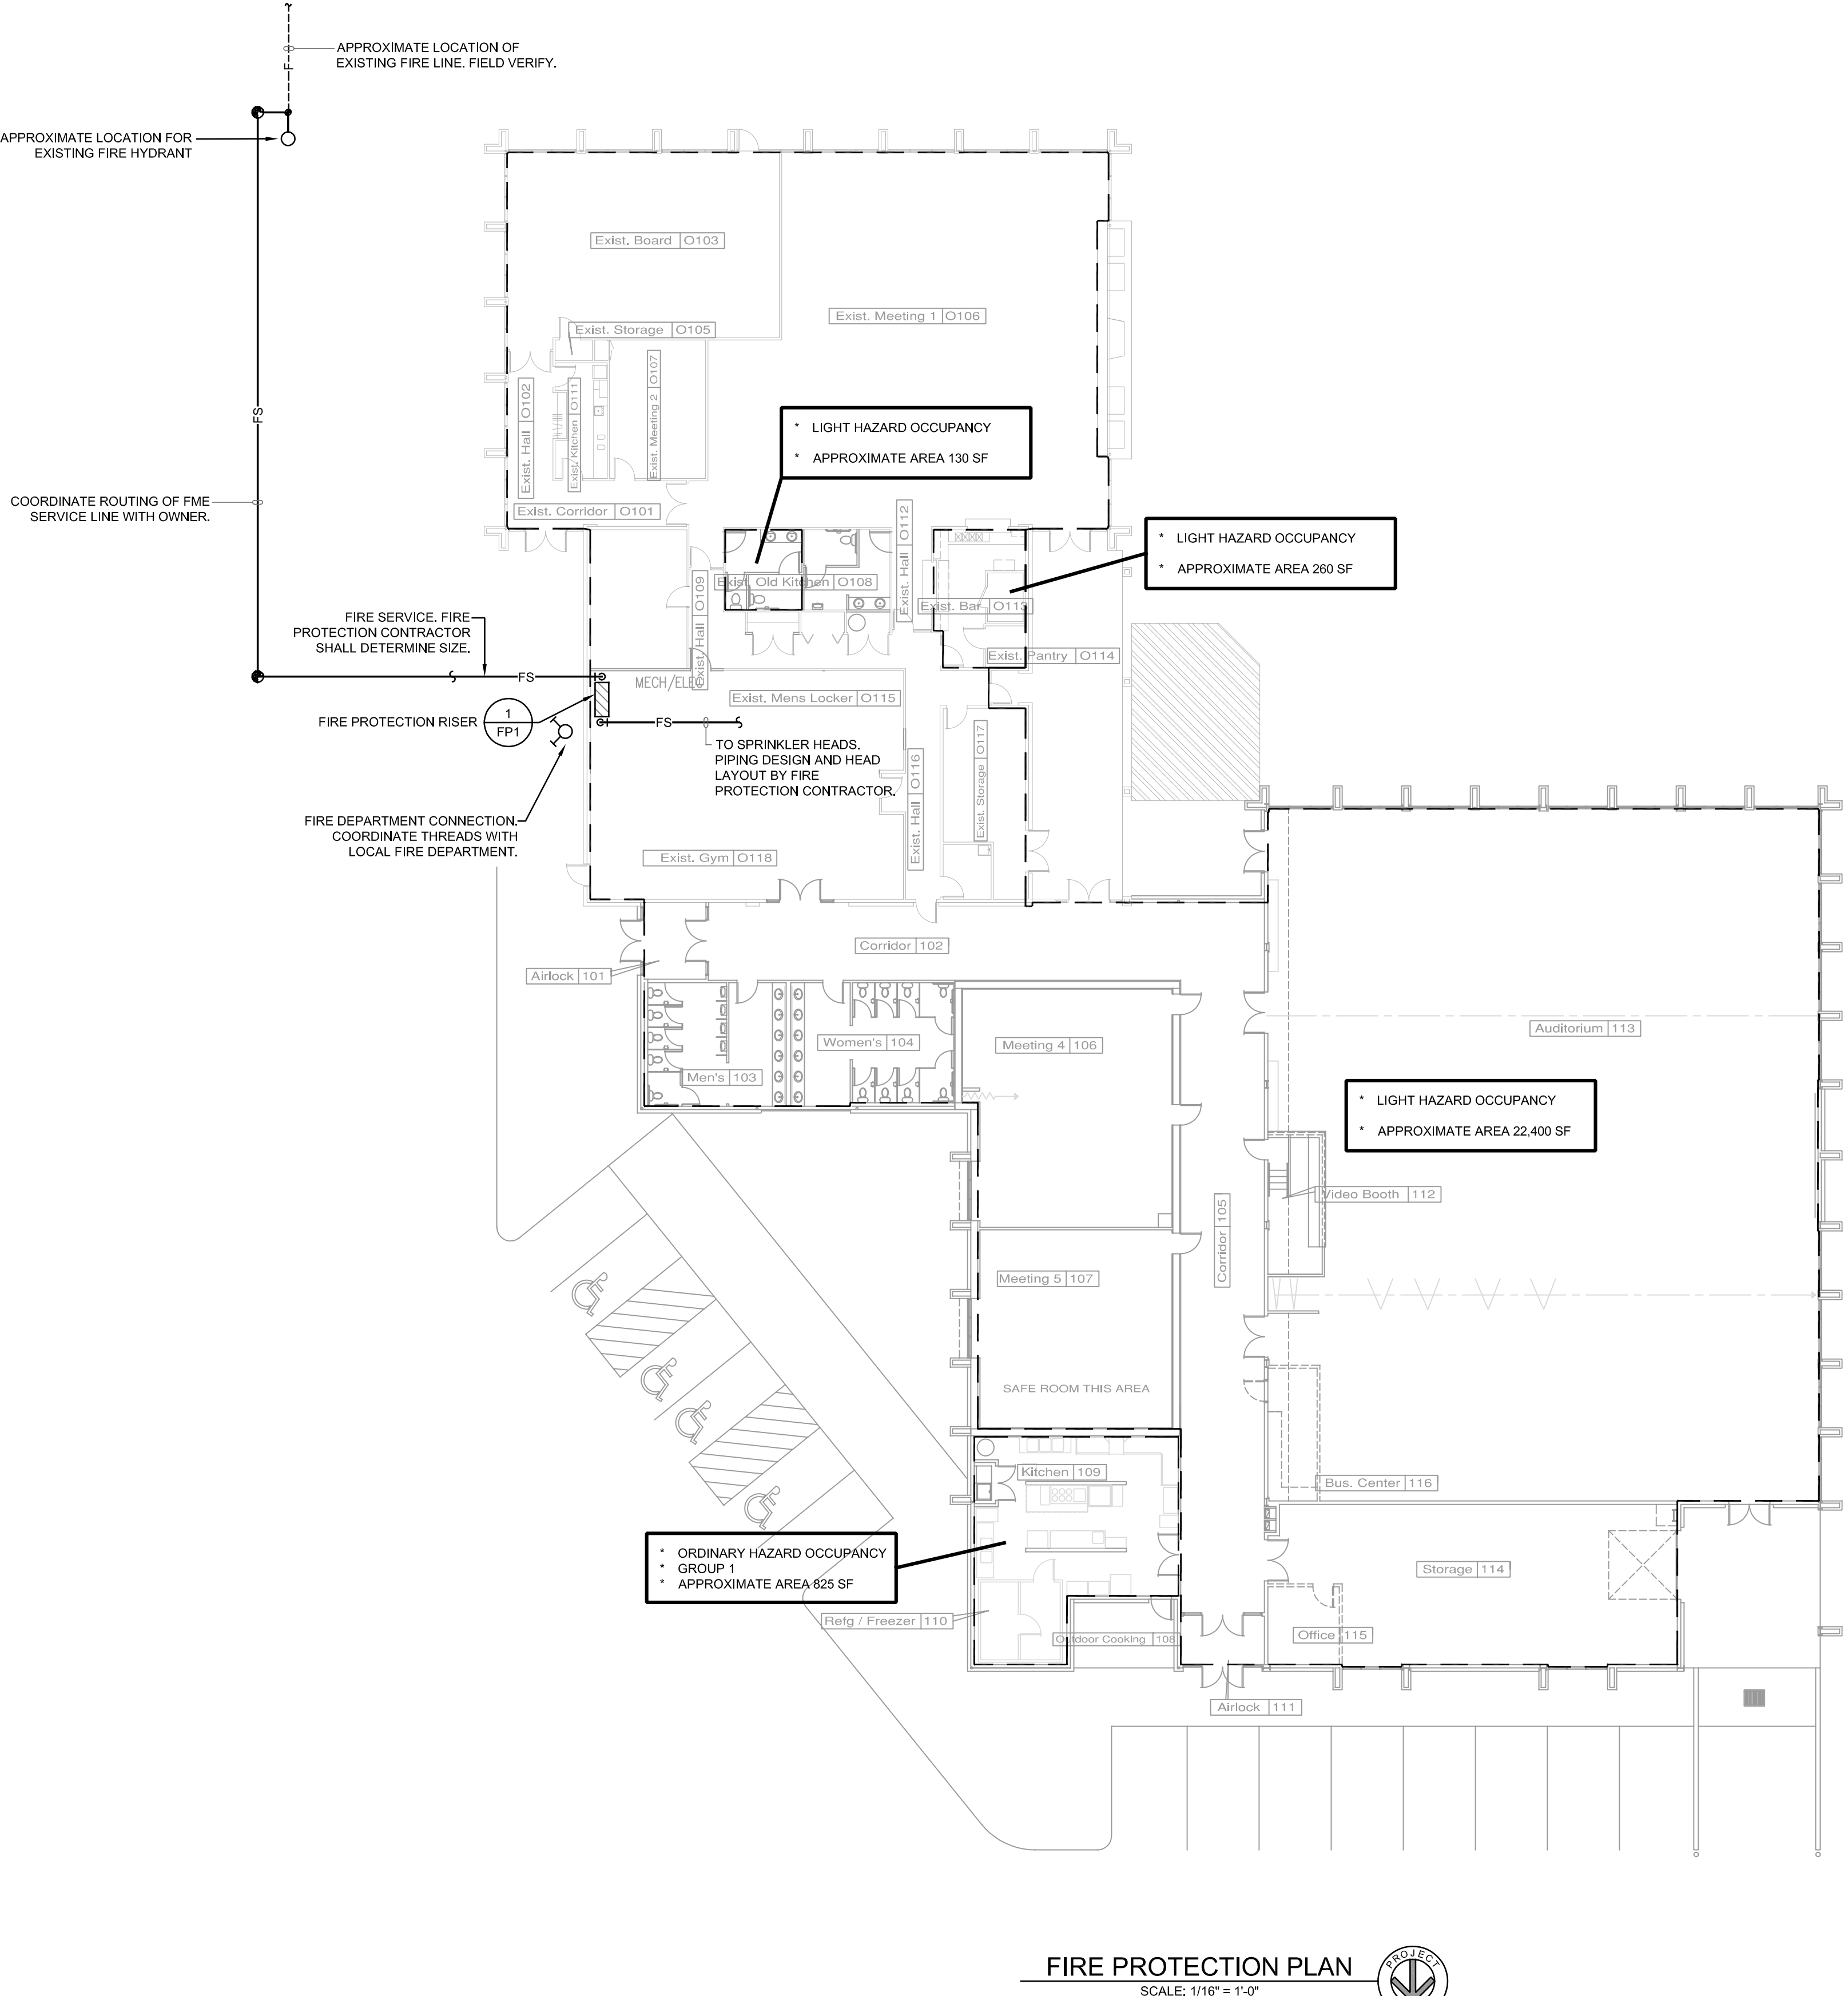 APPROXIMATE LOCATION OF
EXISTING FIRE LINE. FIELD VERIFY.
F
APPROXIMATE LOCATION FOR
EXISTING FIRE HYDRANT
Exist. Board O103
Exist. Meeting 1 O106
Exist. Storage O105
Exist. Hall O102
Exist. Kitchen O111
Exist. Meeting 2 O107
FS
* LIGHT HAZARD OCCUPANCY
* APPROXIMATE AREA 130 SF
COORDINATE ROUTING OF FME
SERVICE LINE WITH OWNER.
Exist. Corridor O101
Exist. Hall O112
* LIGHT HAZARD OCCUPANCY
* APPROXIMATE AREA 260 SF
Exist. Hall O109
Exist. Old Kitchen O108
Exist. Bar O113
FIRE SERVICE. FIRE
PROTECTION CONTRACTOR
SHALL DETERMINE SIZE.
Exist. Pantry O114
FS
MECH/ELEC
Exist. Mens Locker O115
FIRE PROTECTION RISER
1
FP1
FS
TO SPRINKLER HEADS.
PIPING DESIGN AND HEAD
LAYOUT BY FIRE
PROTECTION CONTRACTOR.
Exist. Hall O116
Exist. Storage O117
FIRE DEPARTMENT CONNECTION.
COORDINATE THREADS WITH
LOCAL FIRE DEPARTMENT.
Exist. Gym O118
Corridor 102
Airlock 101
Auditorium 113
Women's 104
Meeting 4 106
Men's 103
* LIGHT HAZARD OCCUPANCY
* APPROXIMATE AREA 22,400 SF
Video Booth 112
Corridor 105
Meeting 5 107
SAFE ROOM THIS AREA
Kitchen 109
Bus. Center 116
* ORDINARY HAZARD OCCUPANCY
* GROUP 1
* APPROXIMATE AREA 825 SF
Storage 114
Refg / Freezer 110
Outdoor Cooking 108
Office 115
Airlock 111
FIRE PROTECTION PLAN
SCALE: 1/16" = 1'-0"
PROJECT